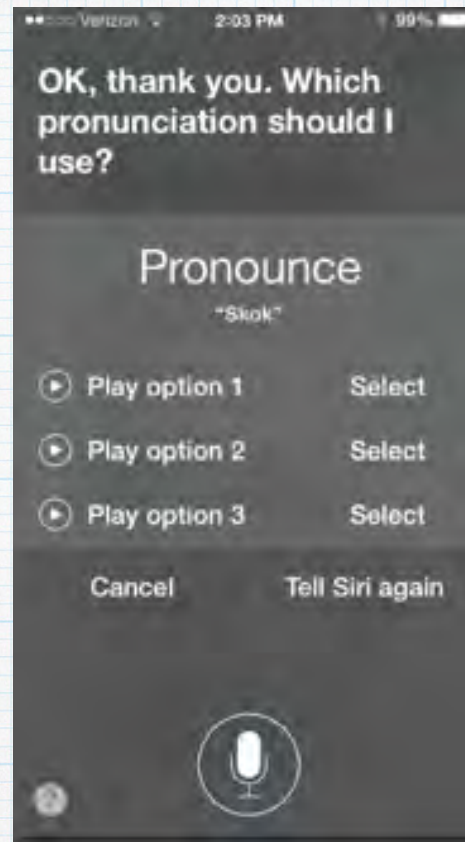 Verizon 2:03 PM 99%
OK, thank you. Which
pronunciation should I
use?
Pronounce
"Skok"
Play option 1 Select
Play option 2 Select
Play option 3 Select
Cancel Tell Siri again
?